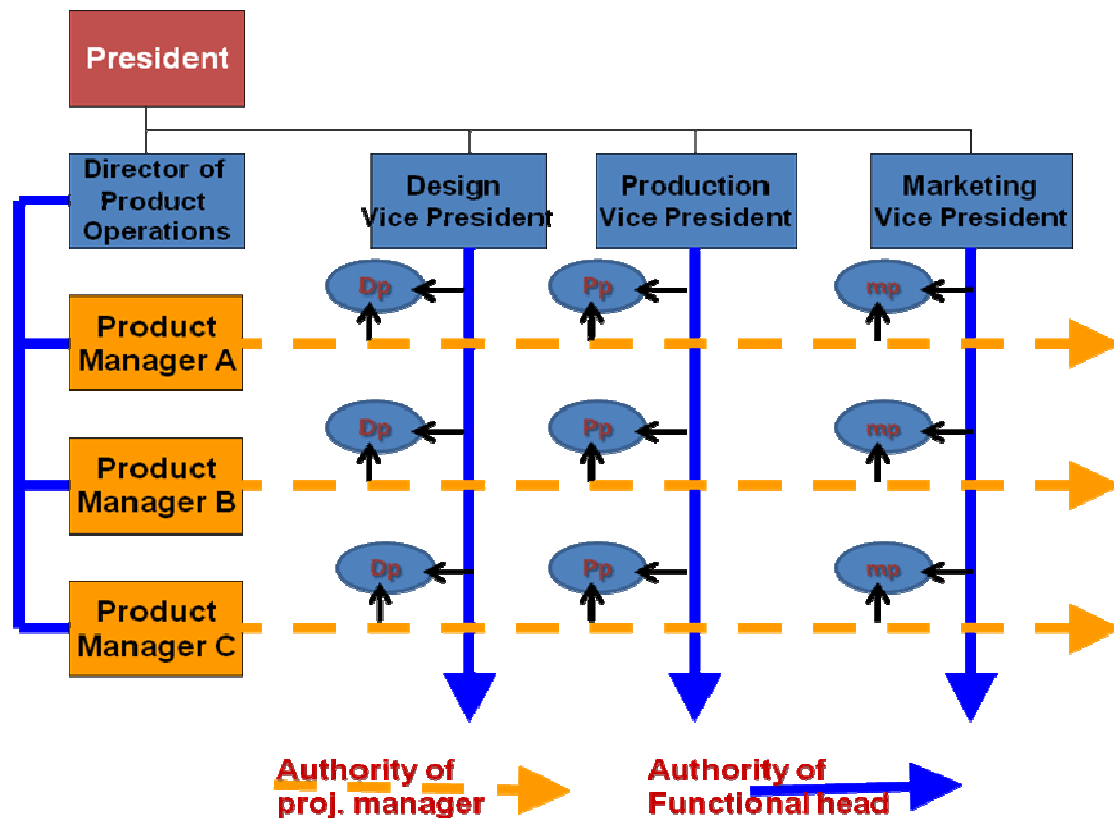 President
Director of
Product
Operations
Design
Vice President
Production
Vice President
Marketing
Vice President
Dp
Pp
mp
Product
Manager A
Dp
Pp
mp
Product
Manager B
Dp
Pp
mp
Product
Manager C
Authority of
proj. manager
Authority of
Functional head